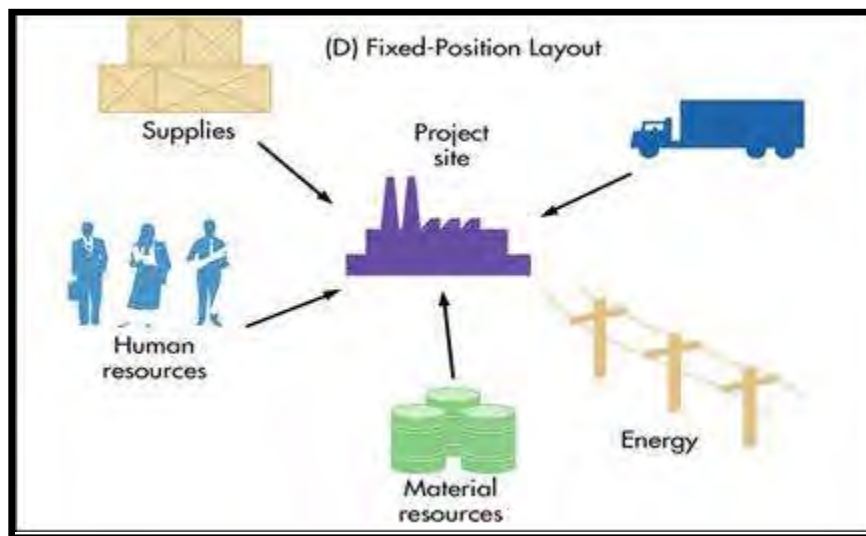 (D) Fixed-Position Layout
Supplies
Project
site
Human
resources
Energy
Material
resources